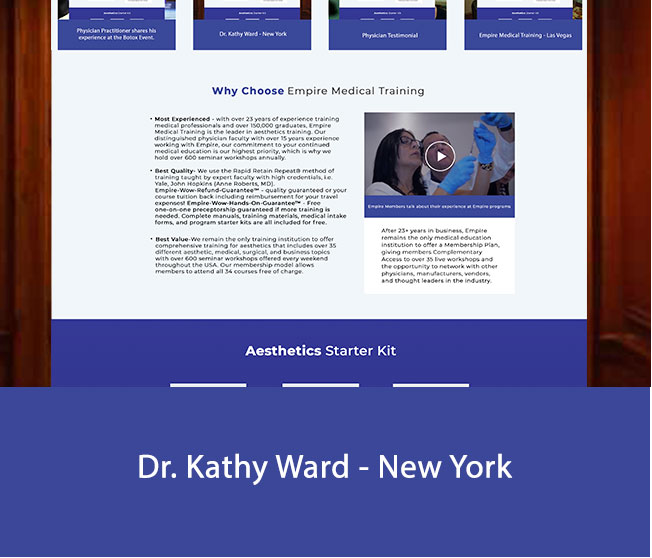 Physician Practitioner shares his
experience at the Botox Event.
Dr. Kathy Ward - New York
Physician Testimonial
Empire Medical Training - Las Vegas
Why Choose Empire Medical Training
• Most Experienced - with over 23 years of experience training
medical professionals and over 150,000 graduates, Empire
Medical Training is the leader in aesthetics training. Our
distinguished physician faculty with over 15 years experience
working with Empire, our commitment to your continued
medical education is our highest priority, which is why we
hold over 600 seminar workshops annually.
• Best Quality- We use the Rapid Retain Repeat® method of
training taught by expert faculty with high credentials, i.e.
Yale, John Hopkins (Anne Roberts, MD].
Empire-Wow-Refund-Guarantee™ - quality guaranteed or your
course tuition back including reimbursement for your travel
expenses! Empire-Wow-Hands-On-Guarantee™ - Free
one-on-one preceptorship guaranteed if more training is
needed. Complete manuals, training materials, medical intake
forms, and program starter kits are all included for free.
• Best Value-We remain the only training institution to offer
comprehensive training for aesthetics that includes over 35
different aesthetic, medical, surgical, and business topics
with over 600 seminar workshops offered every weekend
throughout the USA. Our membership model allows
members to attend all 34 courses free of charge.
Empire Members talk about their experience at Empire programs
After 23+ years in business, Empire
remains the only medical education
institution to offer a Membership Plan,
giving members Complementary
Access to over 35 live workshops and
the opportunity to network with other
physicians, manufacturers, vendors,
and thought leaders in the industry.
Aesthetics Starter Kit
Dr. Kathy Ward - New York